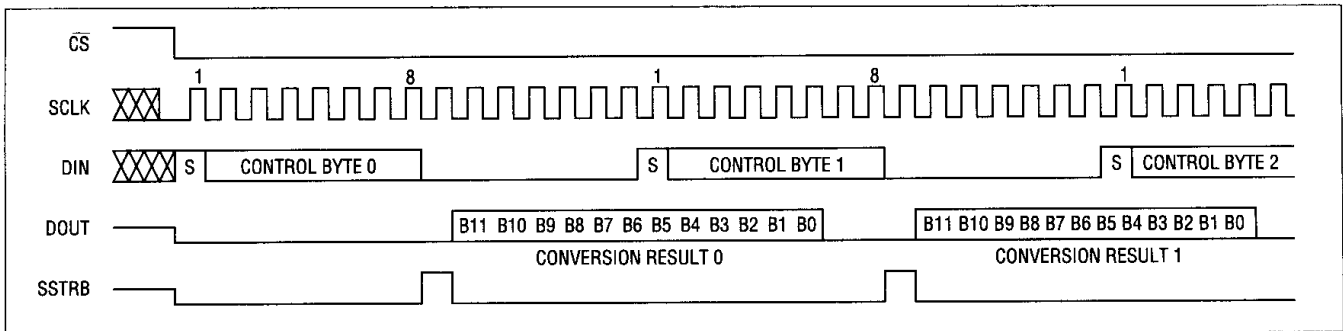 CS
1 8 1 8 1
SCLK
DIN S CONTROL BYTE 0 S CONTROL BYTE 1 S CONTROL BYTE 2
DOUT B11 B10 B9 B8 B7 B6 B5 B4 B3 B2 B1 B0 B11 B10 B9 B8 B7 B6 B5 B4 B3 B2 B1 B0
CONVERSION RESULT 0 CONVERSION RESULT 1
SSTRB